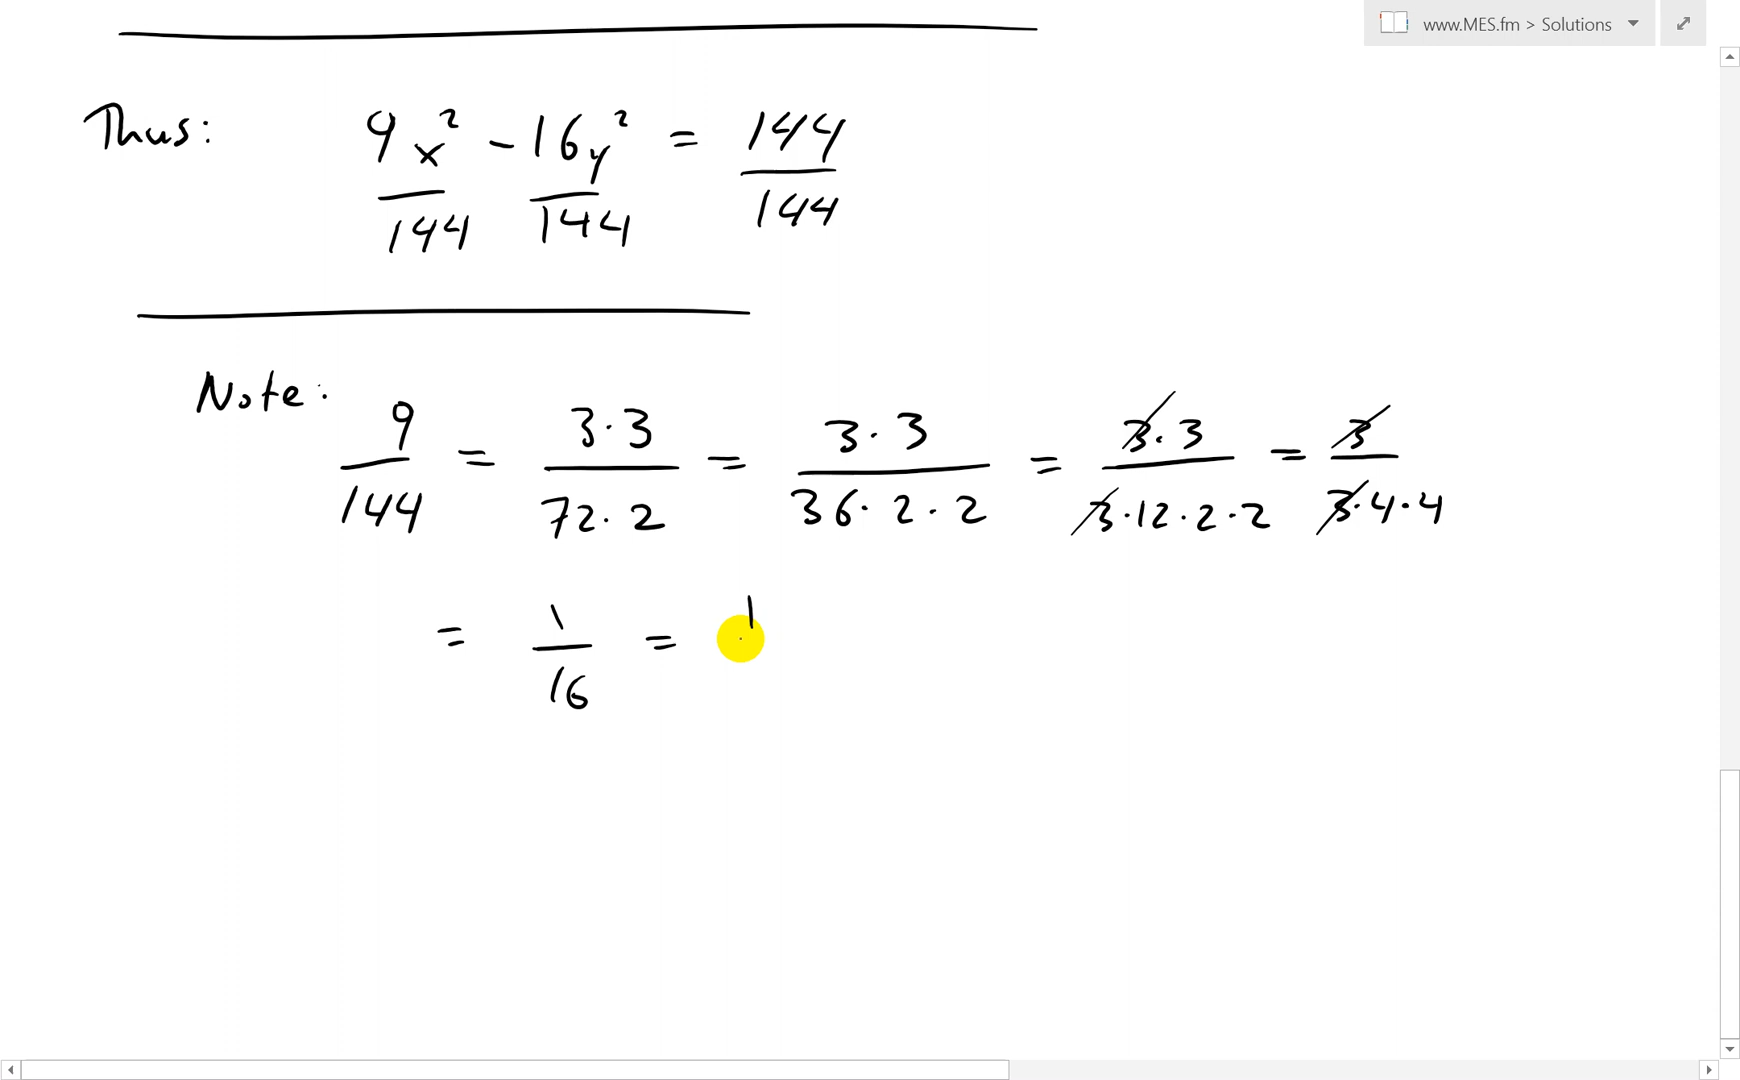 www.MES.fm > Solutions
Thus: 9x²/144 - 16y²/144 = 144/144
Note: 9/144 = 3·3/72·2 = 3·3/36·2·2 = 3·3/3·12·2·2 = 3/3·4·4
= 1/16 = 1